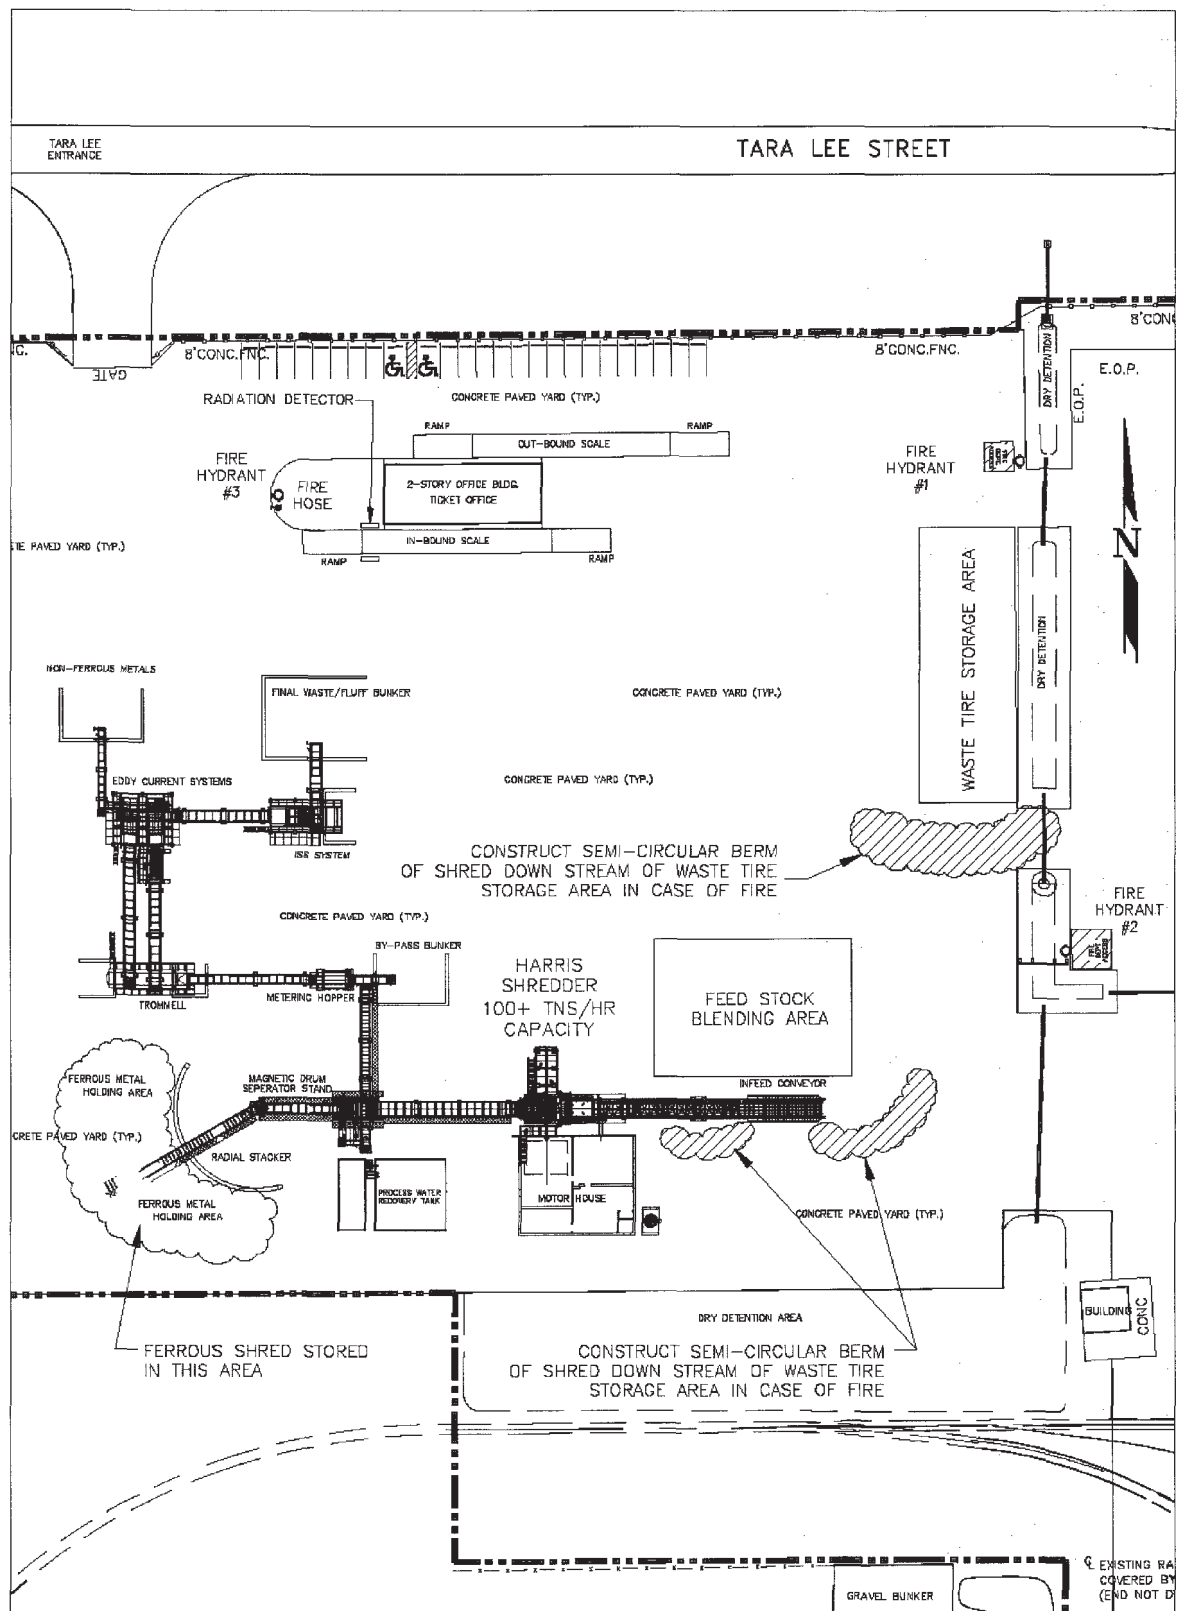 TARA LEE
ENTRANCE
TARA LEE STREET
8'CONC.FNC.
8'CONC.FNC.
8'CON
NC.
GATE
DRY DETENTION
E.O.P.
E.O.P.
RADIATION DETECTOR
CONCRETE PAVED YARD (TYP.)
RAMP
RAMP
OUT-BOUND SCALE
FIRE
HYDRANT
#3
FIRE
HOSE
2-STORY OFFICE BLDG.
TICKET OFFICE
FIRE
HYDRANT
#1
IN-BOUND SCALE
RAMP
RAMP
TE PAVED YARD (TYP.)
N
WASTE TIRE STORAGE AREA
DRY DETENTION
NON-FERROUS METALS
FINAL WASTE/FLUFF BUNKER
CONCRETE PAVED YARD (TYP.)
EDDY CURRENT SYSTEMS
CONCRETE PAVED YARD (TYP.)
ISS SYSTEM
CONSTRUCT SEMI-CIRCULAR BERM
OF SHRED DOWN STREAM OF WASTE TIRE
STORAGE AREA IN CASE OF FIRE
FIRE
HYDRANT
#2
CONCRETE PAVED YARD (TYP.)
BY-PASS BUNKER
HARRIS
SHREDDER
100+ TNS/HR
CAPACITY
FEED STOCK
BLENDING AREA
TROMMELL
METERING HOPPER
INFEED CONVEYOR
FERROUS METAL
HOLDING AREA
MAGNETIC DRUM
SEPERATOR STAND
CRETE PAVED YARD (TYP.)
RADIAL STACKER
FERROUS METAL
HOLDING AREA
PROCESS WATER
RECOVERY TANK
MOTOR HOUSE
CONCRETE PAVED YARD (TYP.)
DRY DETENTION AREA
BUILDING
CONC
FERROUS SHRED STORED
IN THIS AREA
CONSTRUCT SEMI-CIRCULAR BERM
OF SHRED DOWN STREAM OF WASTE TIRE
STORAGE AREA IN CASE OF FIRE
GRAVEL BUNKER
EXISTING RA
COVERED BY
(END NOT D